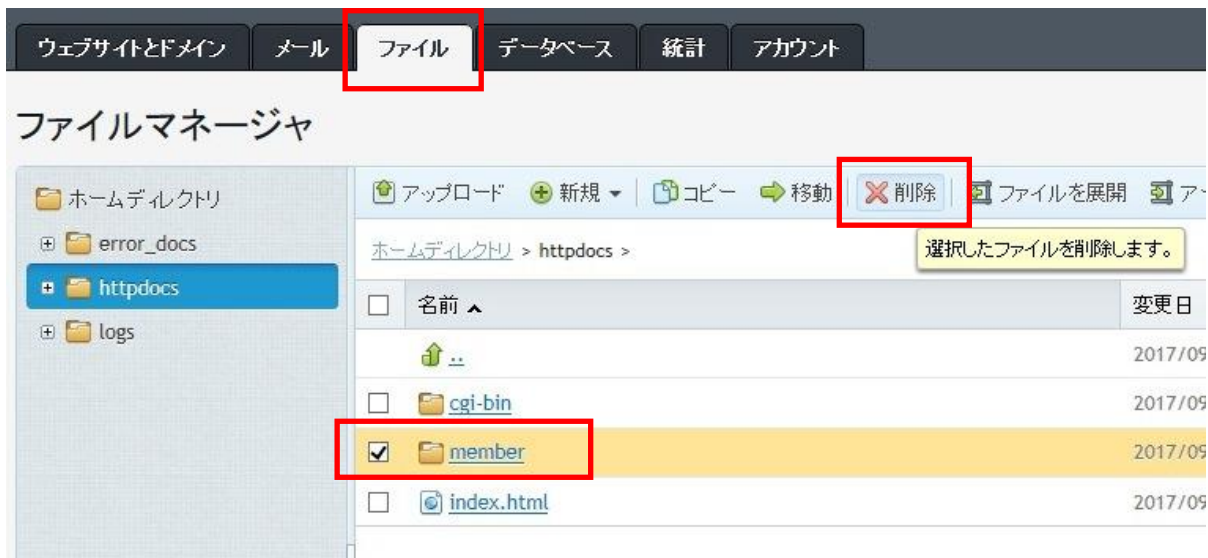 ウェブサイトとドメイン メール ファイル データベース 統計 アカウント
ファイルマネージャ
ホームディレクトリ
error_docs
httpdocs
logs
アップロード 新規 コピー 移動 削除 ファイルを展開 アー
ホームディレクトリ > httpdocs >
選択したファイルを削除します。
名前 変更日
.. 2017/09
cgi-bin 2017/09
member 2017/09
index.html 2017/09